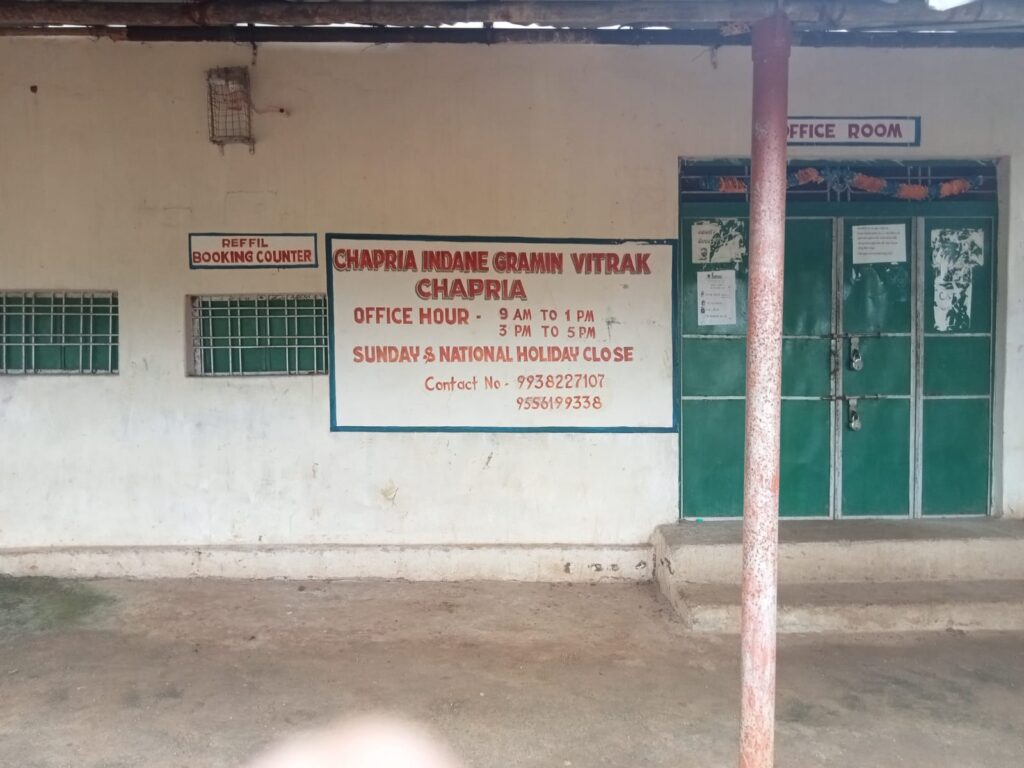 OFFICE ROOM
REFFIL
BOOKING COUNTER
CHAPRIA INDANE GRAMIN VITRAK
CHAPRIA
OFFICE HOUR - 9 AM TO 1 PM
3 PM TO 5 PM
SUNDAY & NATIONAL HOLIDAY CLOSE
Contact No - 9938227107
9556199338